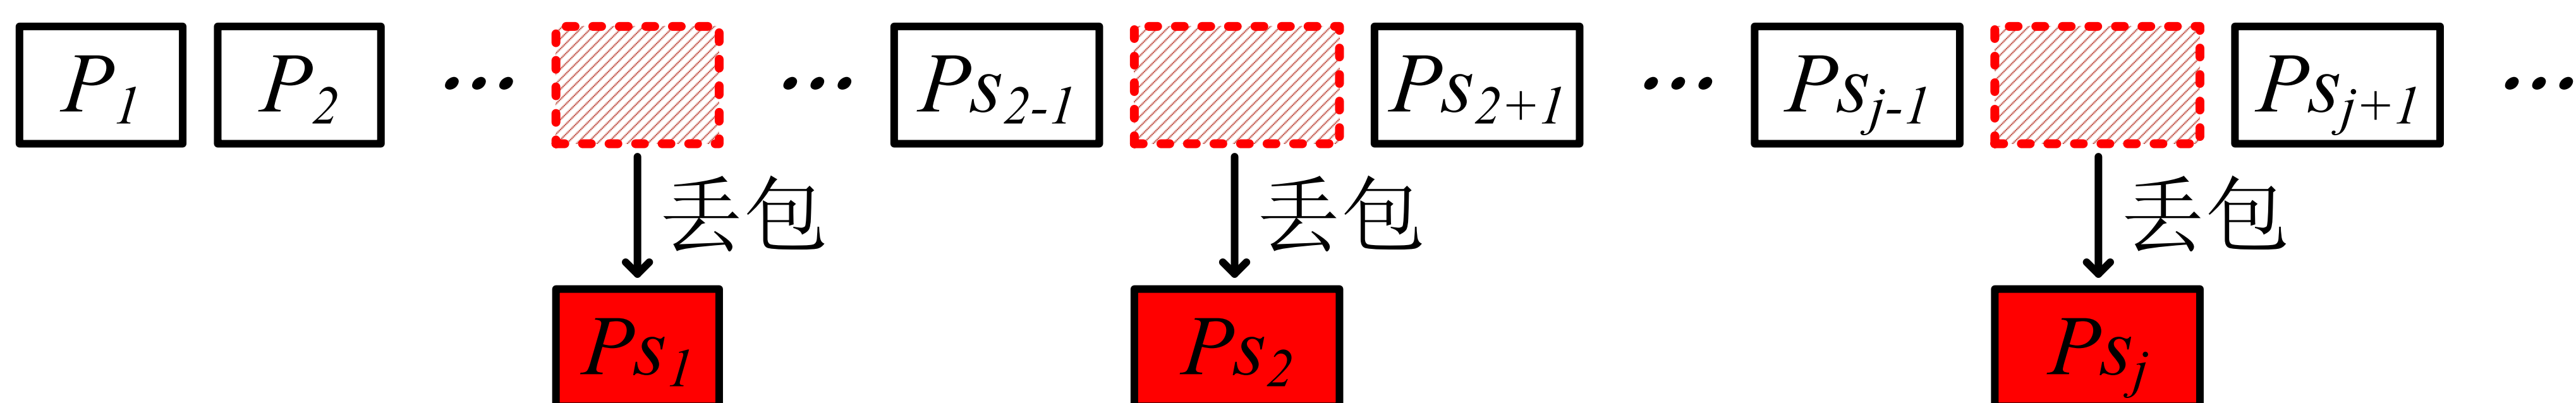 P1 P2 ... ... Ps2-1 Ps2+1 ... Psj-1 Psj+1 ...
丢包 丢包 丢包
Ps1 Ps2 Psj